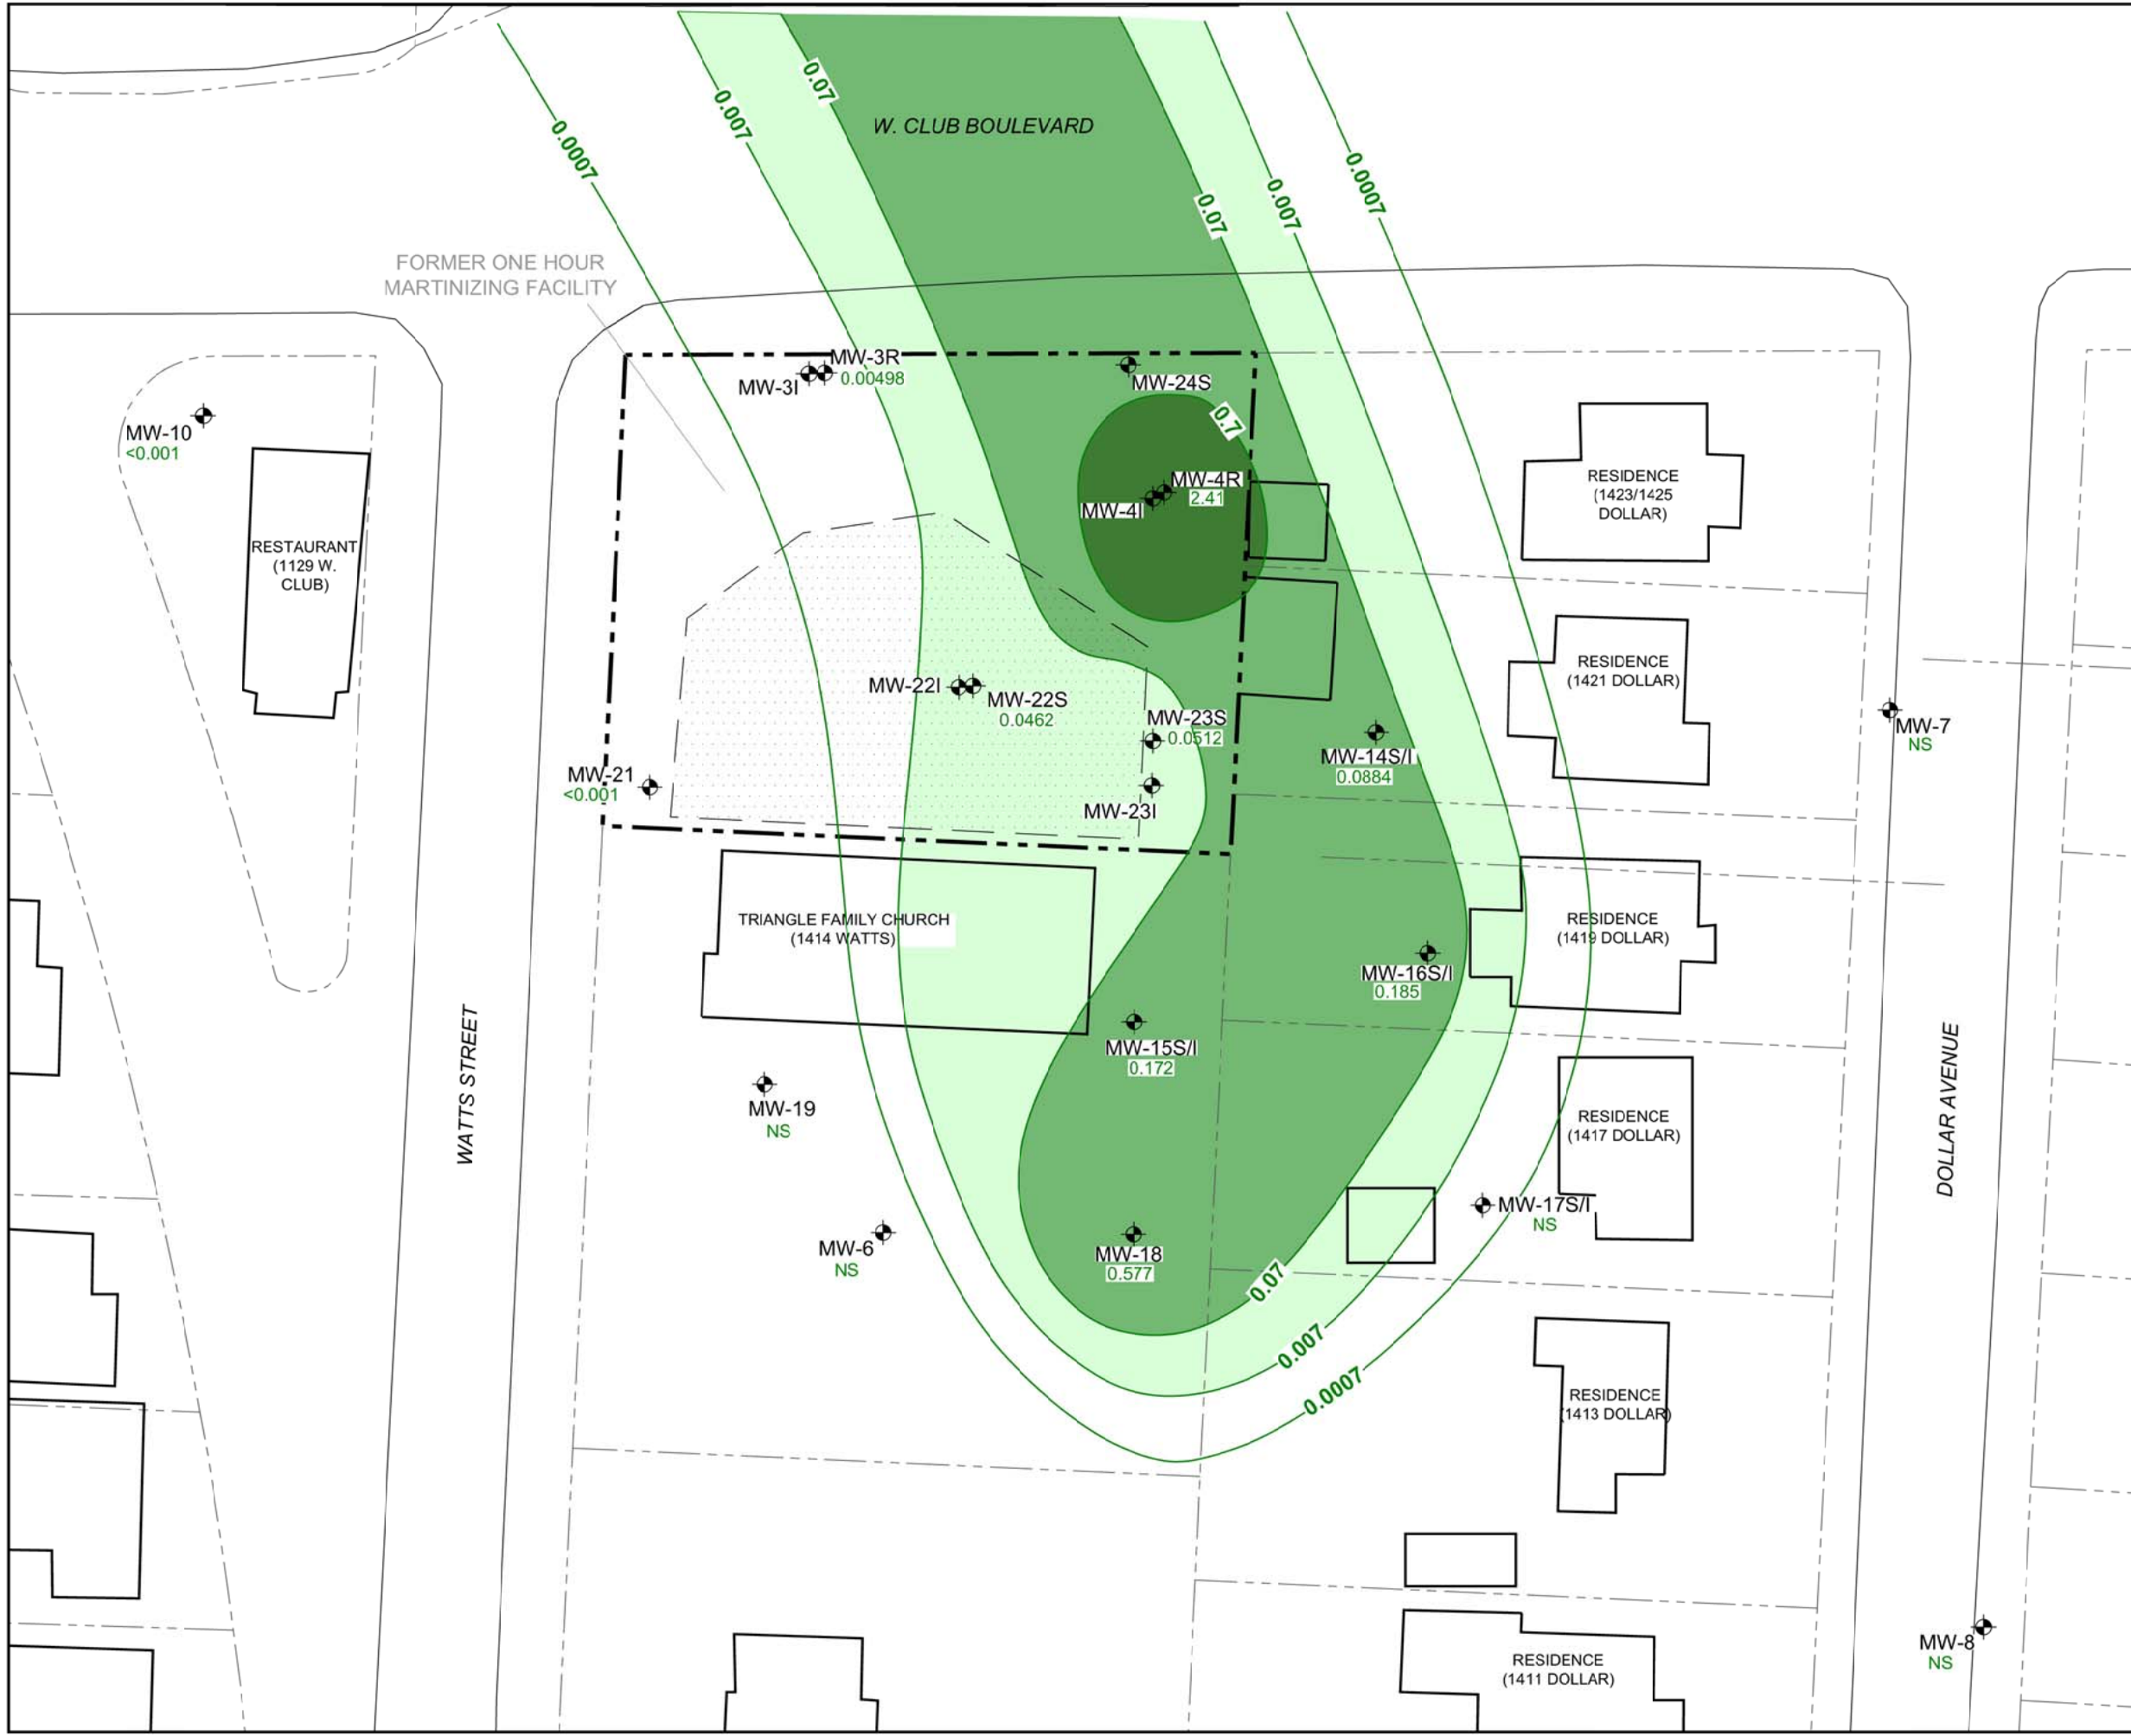 0.07
0.007
0.0007
W. CLUB BOULEVARD
0.07
0.007
0.0007
FORMER ONE HOUR
MARTINIZING FACILITY
MW-3R
0.00498
MW-3I
MW-24S
MW-10
<0.001
0.7
MW-4R
2.41
MW-4I
RESIDENCE
(1423/1425
DOLLAR)
RESTAURANT
(1129 W.
CLUB)
MW-22I
MW-22S
0.0462
MW-23S
0.0512
MW-23I
MW-14S/I
0.0884
RESIDENCE
(1421 DOLLAR)
MW-7
NS
MW-21
<0.001
TRIANGLE FAMILY CHURCH
(1414 WATTS)
RESIDENCE
(1419 DOLLAR)
MW-16S/I
0.185
MW-15S/I
0.172
WATTS STREET
MW-19
NS
RESIDENCE
(1417 DOLLAR)
DOLLAR AVENUE
MW-17S/I
NS
MW-6
NS
MW-18
0.577
0.07
0.007
0.0007
RESIDENCE
(1413 DOLLAR)
MW-8
NS
RESIDENCE
(1411 DOLLAR)